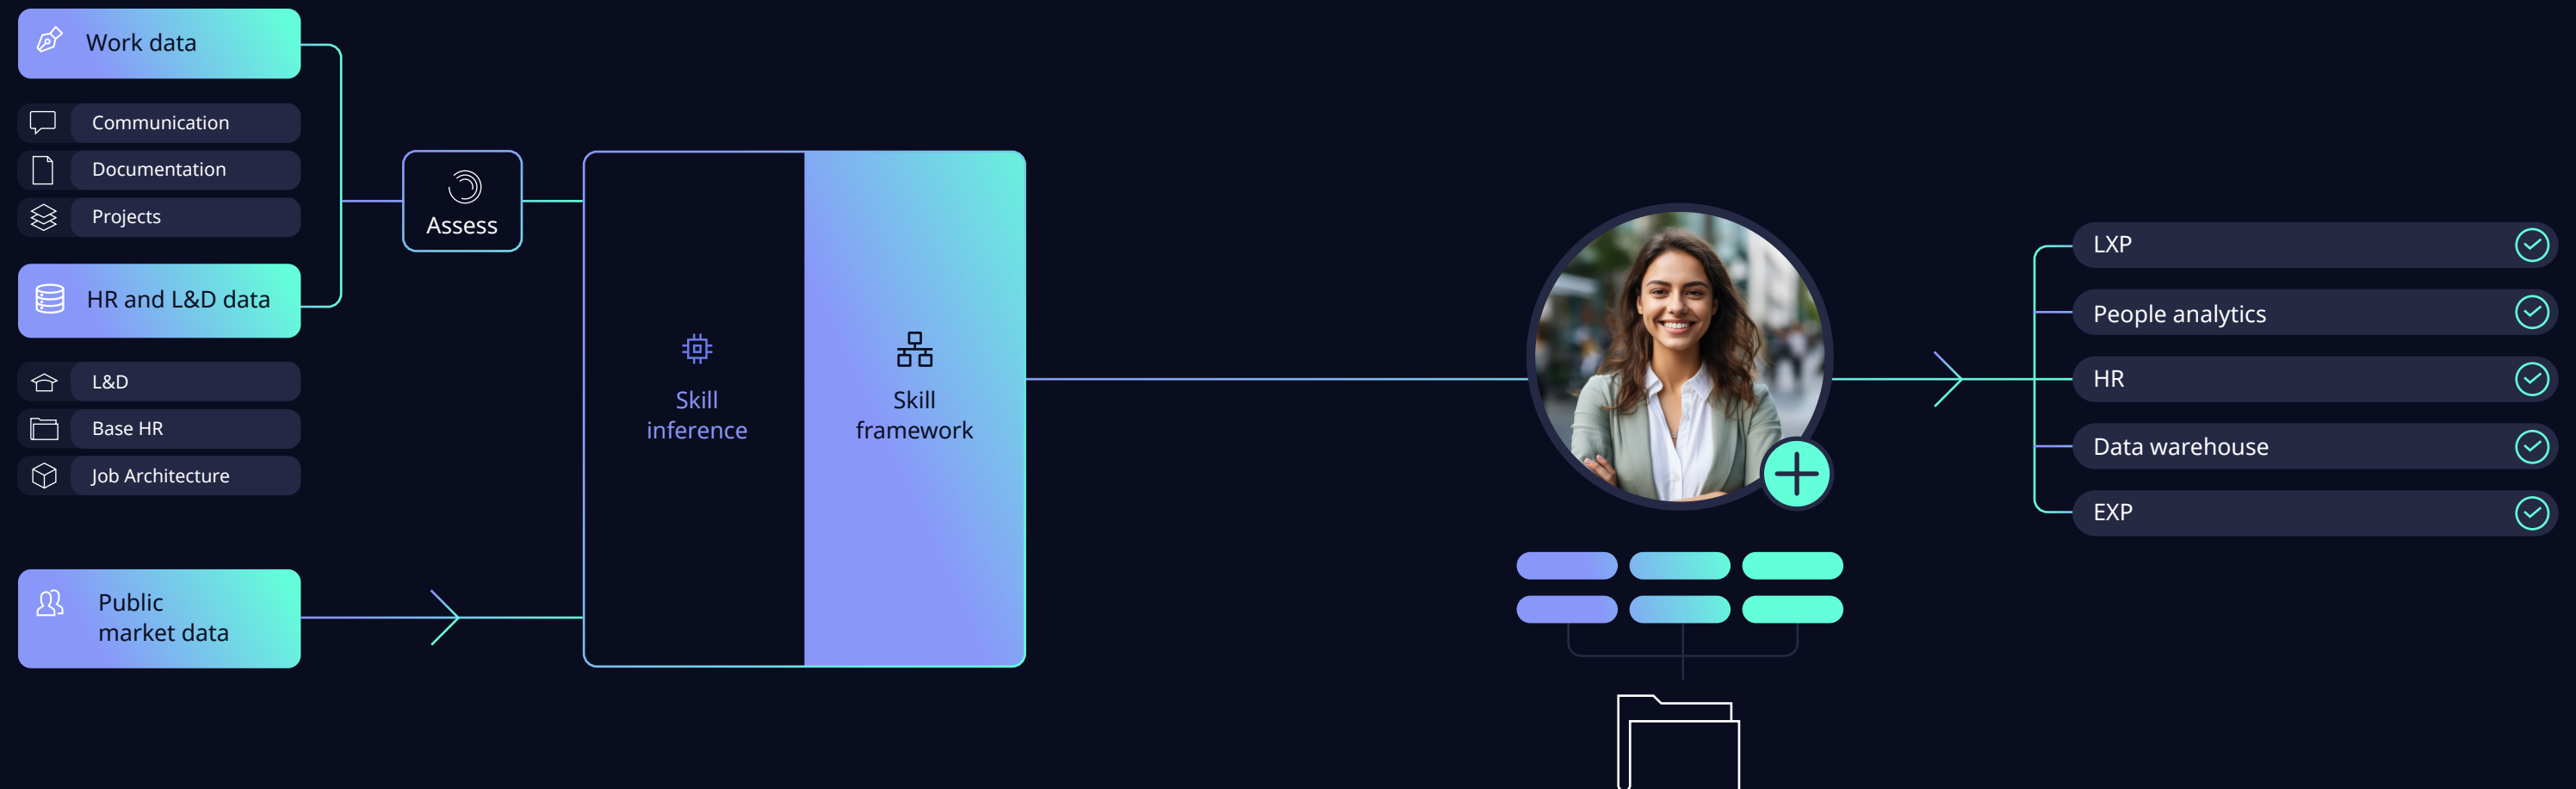 Work data
Communication
Documentation
Projects
HR and L&D data
L&D
Base HR
Job Architecture
Public
market data
Assess
Skill
inference
Skill
framework
LXP
People analytics
HR
Data warehouse
EXP